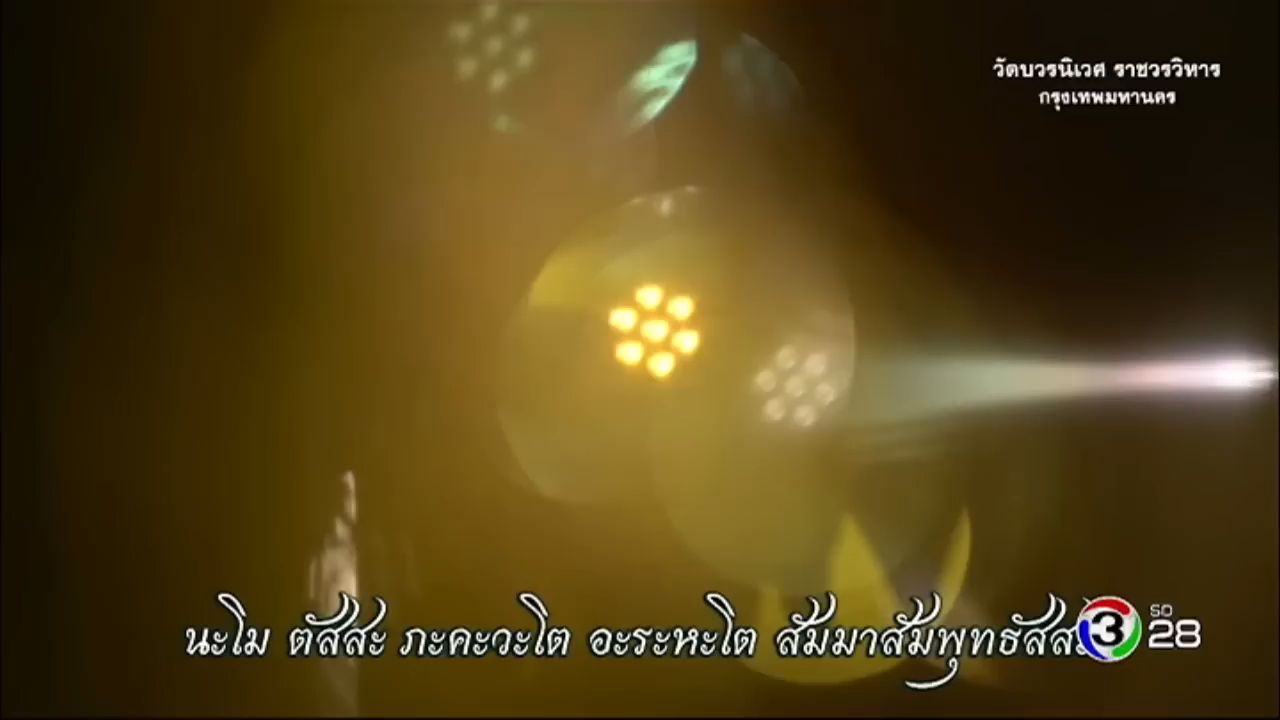 วัดบวรนิเวศ ราชวรวิหาร
กรุงเทพมหานคร
นะโม ตัสสะ ภะคะวะโต อะระหะโต สัมมาสัมพุทธัสสะ
3 SD 28